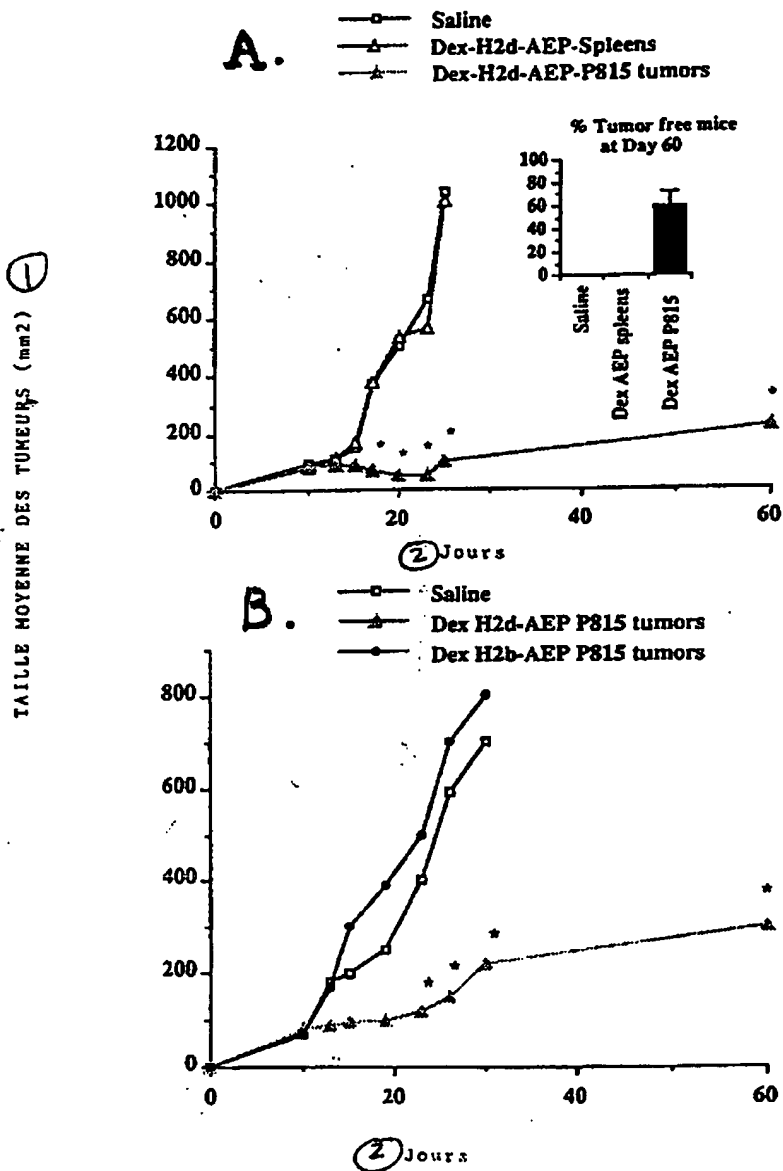 A.
Saline
Dex-H2d-AEP-Spleens
Dex-H2d-AEP-P815 tumors
1200
1000
800
600
400
200
0
0
20
40
60
2 Jours
% Tumor free mice
at Day 60
100
80
60
40
20
0
Saline
Dex AEP spleens
Dex AEP P815
TAILLE MOYENNE DES TUMEURS (mm2) 1
B.
Saline
Dex H2d-AEP P815 tumors
Dex H2b-AEP P815 tumors
800
600
400
200
0
0
20
40
60
2 Jours